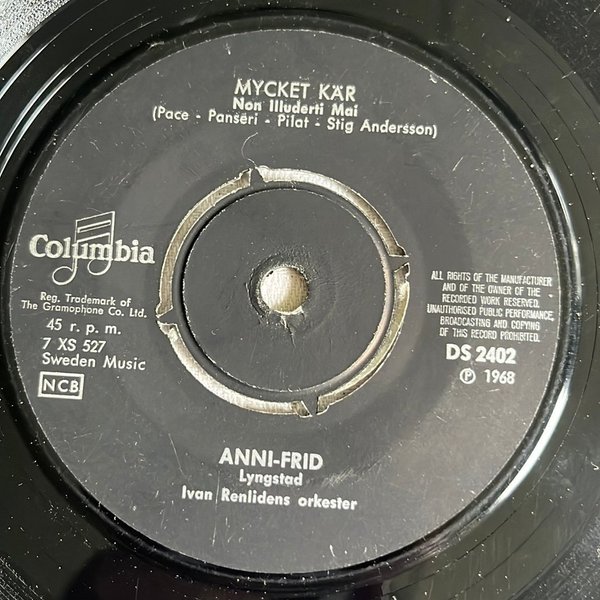 MYCKET KÄR
Non Illuderti Mai
(Pace - Pansëri - Pilat - Stig Andersson)
Columbia
Reg. Trademark of
The Gramophone Co. Ltd.
45 r. p. m.
7 XS 527
Sweden Music
NCB
ALL RIGHTS OF THE MANUFACTURER
AND OF THE OWNER OF THE
RECORDED WORK RESERVED.
UNAUTHORISED PUBLIC PERFORMANCE,
BROADCASTING AND COPYING
OF THIS RECORD PROHIBITED.
DS 2402
℗ 1968
ANNI-FRID
Lyngstad
Ivan Renlidens orkester